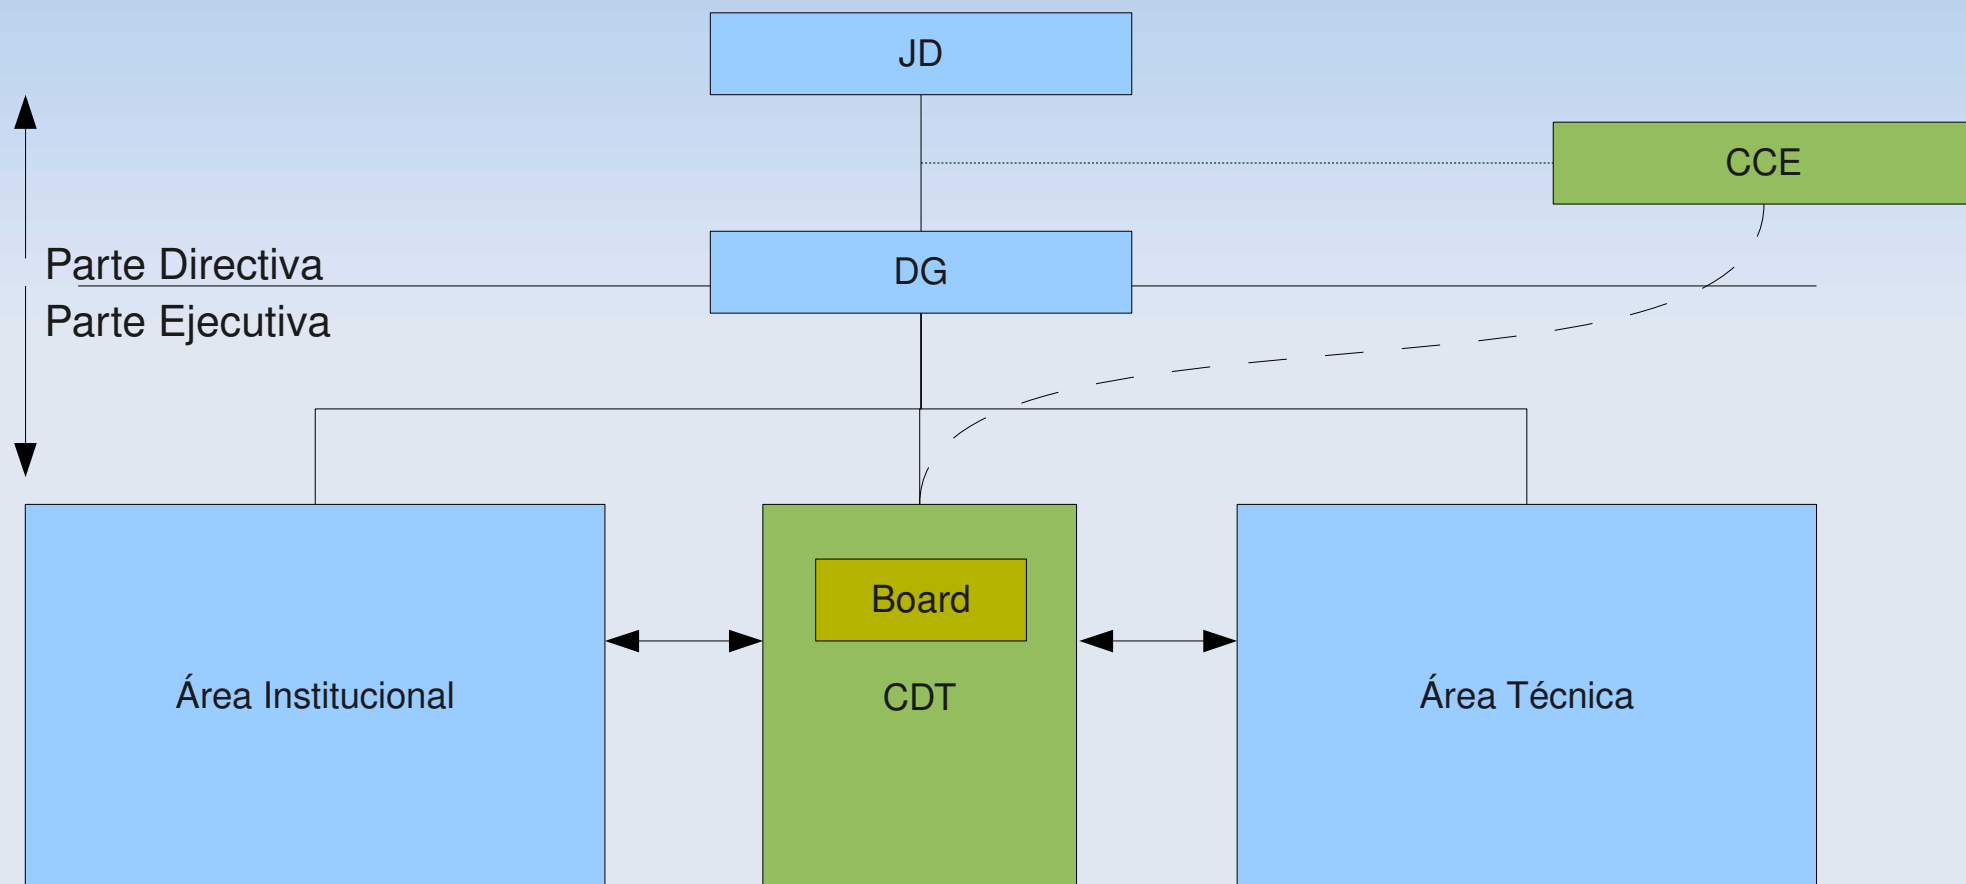 JD
CCE
Parte Directiva
DG
Parte Ejecutiva
Board
Área Institucional
CDT
Área Técnica